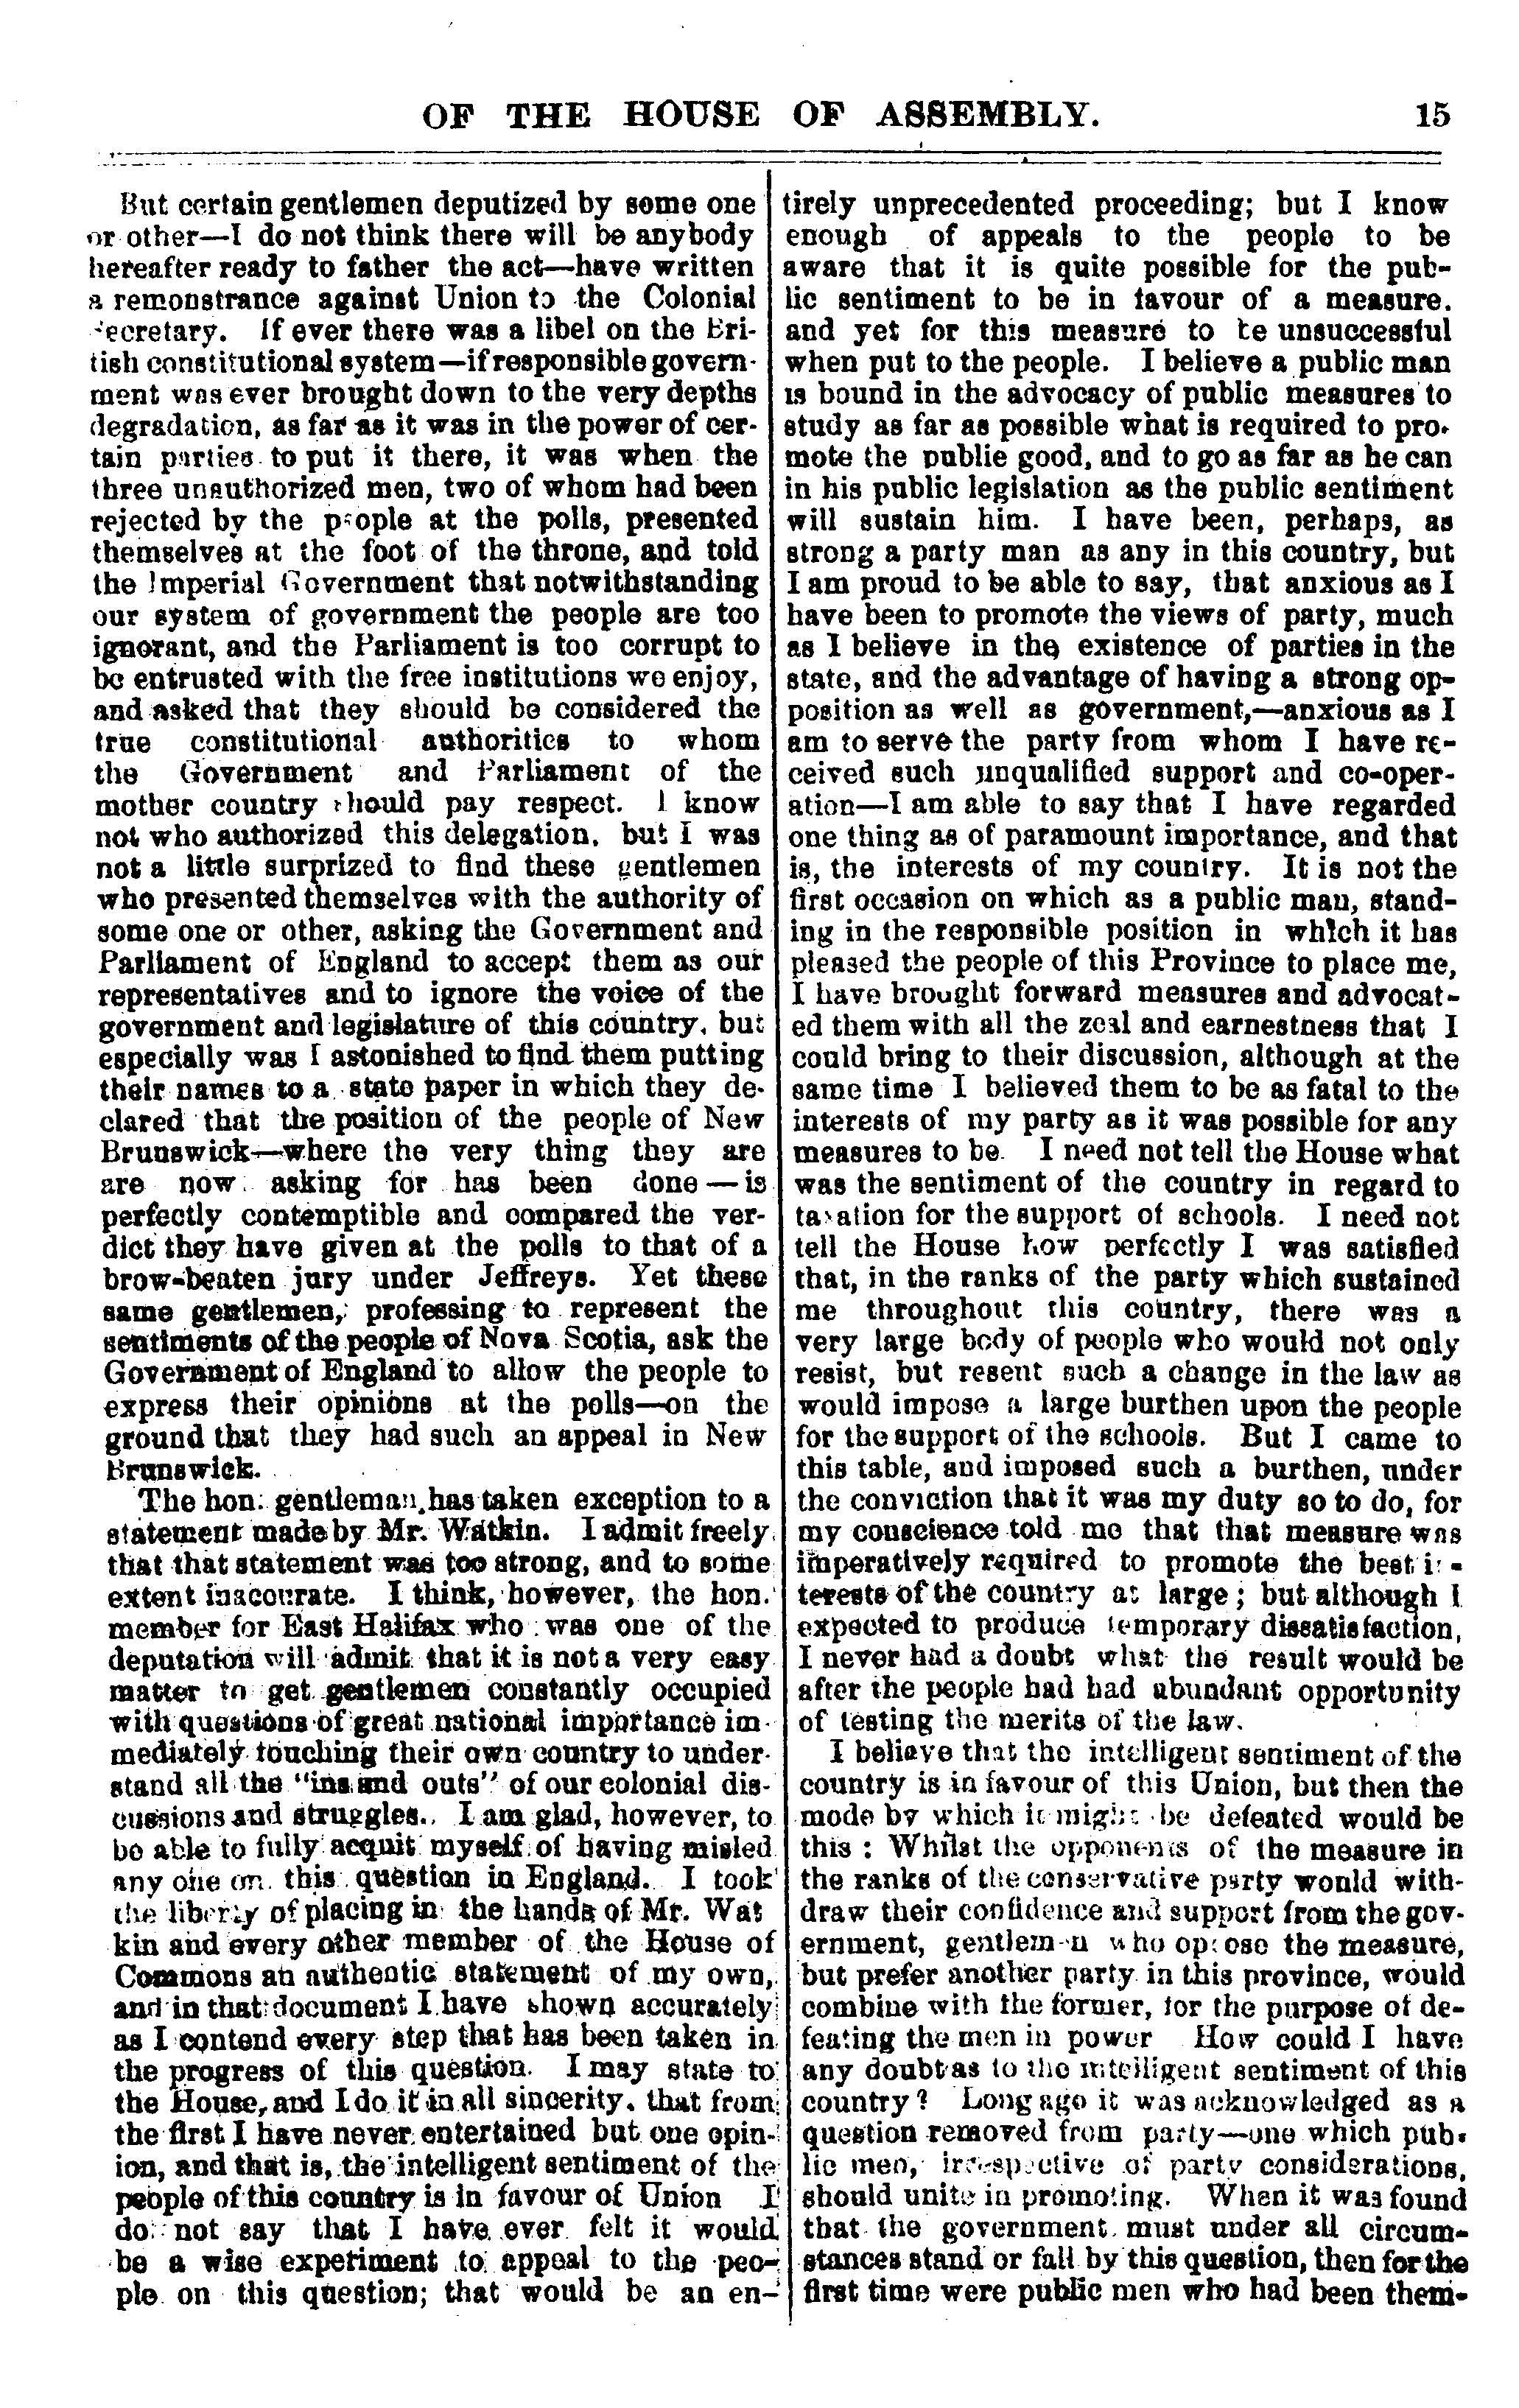 OF THE HOUSE OF ASSEMBLY. 15
But certain gentlemen deputized by some one
or other—I do not think there will be anybody
hereafter ready to father the act—have written
a remonstrance against Union to the Colonial
Secretary. If ever there was a libel on the Bri-
tish constitutional system—if responsible govern-
ment was ever brought down to the very depths
degradation, as far as it was in the power of cer-
tain parties to put it there, it was when the
three unauthorized men, two of whom had been
rejected by the people at the polls, presented
themselves at the foot of the throne, and told
the Imperial Government that notwithstanding
our system of government the people are too
ignorant, and the Parliament is too corrupt to
be entrusted with the free institutions we enjoy,
and asked that they should be considered the
true constitutional authorities to whom
the Government and Parliament of the
mother country should pay respect. I know
not who authorized this delegation, but I was
not a little surprized to find these gentlemen
who presented themselves with the authority of
some one or other, asking the Government and
Parliament of England to accept them as our
representatives and to ignore the voice of the
government and legislature of this country, but
especially was I astonished to find them putting
their names to a state paper in which they de-
clared that the position of the people of New
Brunswick—where the very thing they are
are now asking for has been done—is
perfectly contemptible and compared the ver-
dict they have given at the polls to that of a
brow-beaten jury under Jeffreys. Yet these
same gentlemen, professing to represent the
sentiments of the people of Nova Scotia, ask the
Government of England to allow the people to
express their opinions at the polls—on the
ground that they had such an appeal in New
Brunswick.
The hon. gentleman has taken exception to a
statement made by Mr. Watkin. I admit freely
that that statement was too strong, and to some
extent inaccurate. I think, however, the hon.
member for East Halifax who was one of the
deputation will admit that it is not a very easy
matter to get gentlemen constantly occupied
with questions of great national importance im-
mediately touching their own country to under-
stand all the "ins and outs" of our colonial dis-
cussions and struggles. I am glad, however, to
be able to fully acquit myself of having misled
any one on this question in England. I took
the liberty of placing in the hands of Mr. Wat
kin and every other member of the House of
Commons an authentic statement of my own,
and in that document I have shown accurately
as I contend every step that has been taken in
the progress of this question. I may state to
the House, and I do it in all sincerity, that from
the first I have never entertained but one opin-
ion, and that is, the intelligent sentiment of the
people of this country is in favour of Union I
do not say that I have ever felt it would
be a wise experiment to appeal to the peo-
ple on this question; that would be an en-
tirely unprecedented proceeding; but I know
enough of appeals to the people to be
aware that it is quite possible for the pub-
lic sentiment to be in favour of a measure.
and yet for this measure to be unsuccessful
when put to the people. I believe a public man
is bound in the advocacy of public measures to
study as far as possible what is required to pro-
mote the publie good, and to go as far as he can
in his public legislation as the public sentiment
will sustain him. I have been, perhaps, as
strong a party man as any in this country, but
I am proud to be able to say, that anxious as I
have been to promote the views of party, much
as I believe in the existence of parties in the
state, and the advantage of having a strong op-
position as well as government,—anxious as I
am to serve the party from whom I have re-
ceived such unqualified support and co-oper-
ation—I am able to say that I have regarded
one thing as of paramount importance, and that
is, the interests of my country. It is not the
first occasion on which as a public man, stand-
ing in the responsible position in which it has
pleased the people of this Province to place me,
I have brought forward measures and advocat-
ed them with all the zeal and earnestness that I
could bring to their discussion, although at the
same time I believed them to be as fatal to the
interests of my party as it was possible for any
measures to be. I need not tell the House what
was the sentiment of the country in regard to
taxation for the support of schools. I need not
tell the House how perfectly I was satisfied
that, in the ranks of the party which sustained
me throughout this country, there was a
very large body of people who would not only
resist, but resent such a change in the law as
would impose a large burthen upon the people
for the support of the schools. But I came to
this table, and imposed such a burthen, under
the conviction that it was my duty so to do, for
my conscience told me that that measure was
imperatively required to promote the best in-
terests of the country at large; but although I
expected to produce temporary dissatisfaction,
I never had a doubt what the result would be
after the people had had abundant opportunity
of testing the merits of the law.
I believe that the intelligent sentiment of the
country is in favour of this Union, but then the
mode by which it might be defeated would be
this: Whilst the opponents of the measure in
the ranks of the conservative party would with-
draw their confidence and support from the gov-
ernment, gentlemen who oppose the measure,
but prefer another party in this province, would
combine with the former, for the purpose of de-
feating the men in power How could I have
any doubt as to the intelligent sentiment of this
country? Long ago it was acknowledged as a
question removed from party—one which pub-
lic men, irrespective of party considerations,
should unite in promoting. When it was found
that the government must under all circum-
stances stand or fall by this question, then for the
first time were public men who had been them-